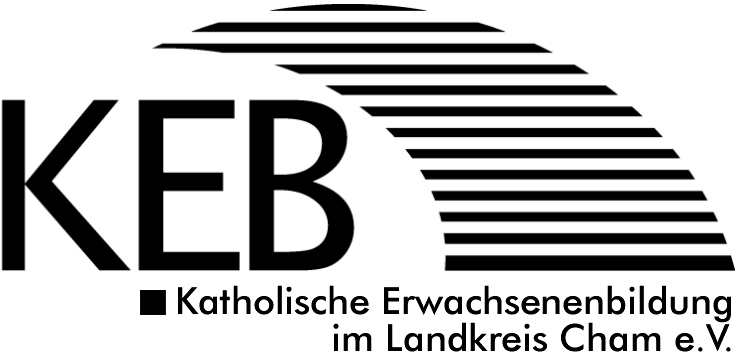 KEB
Katholische Erwachsenenbildung
im Landkreis Cham e.V.